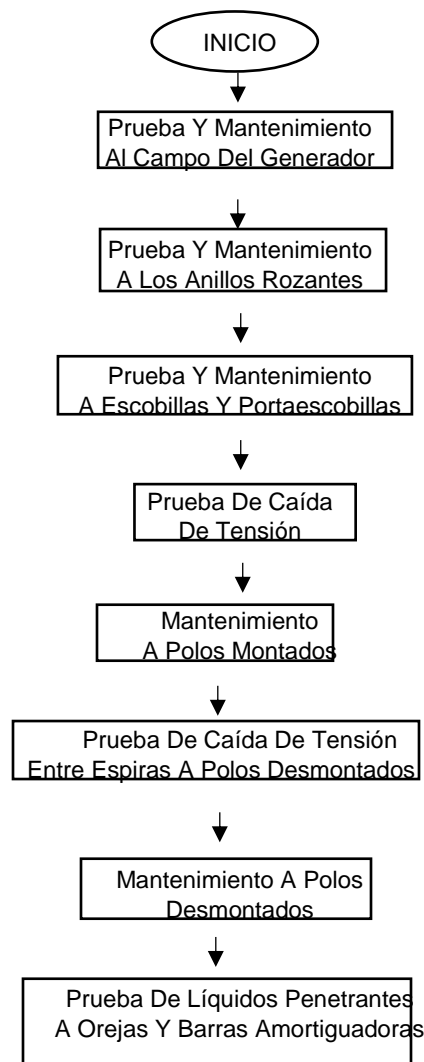 INICIO
Prueba Y Mantenimiento
Al Campo Del Generador
Prueba Y Mantenimiento
A Los Anillos Rozantes
Prueba Y Mantenimiento
A Escobillas Y Portaescobillas
Prueba De Caída
De Tensión
Mantenimiento
A Polos Montados
Prueba De Caída De Tensión
Entre Espiras A Polos Desmontados
Mantenimiento A Polos
Desmontados
Prueba De Líquidos Penetrantes
A Orejas Y Barras Amortiguadoras